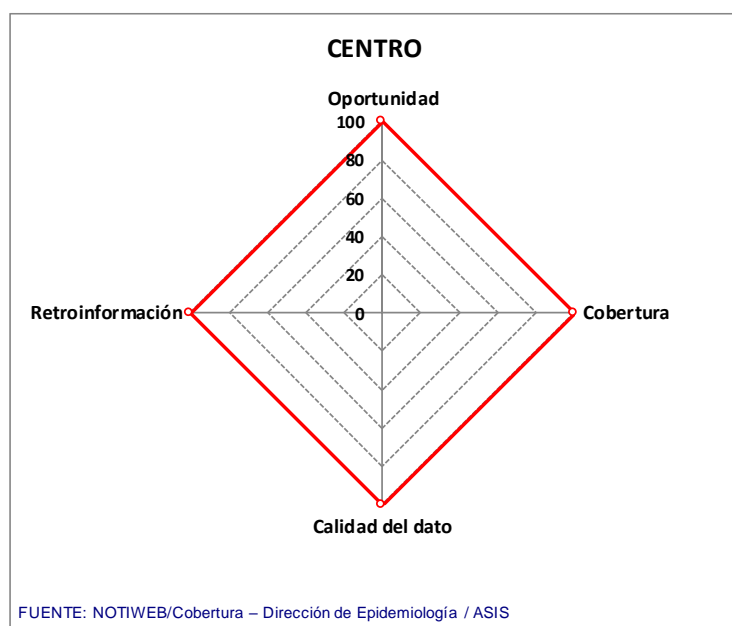 CENTRO
Oportunidad
100
80
60
40
20
0
Retroinformación
Cobertura
Calidad del dato
FUENTE: NOTIWEB/Cobertura – Dirección de Epidemiología / ASIS